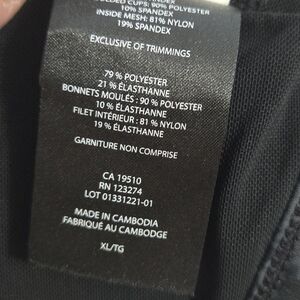 MOLDED CUPS: 90% POLYESTER
10% SPANDEX
INSIDE MESH: 81% NYLON
19% SPANDEX
EXCLUSIVE OF TRIMMINGS
79 % POLYESTER
21 % ÉLASTHANNE
BONNETS MOULÉS : 90 % POLYESTER
10 % ÉLASTHANNE
FILET INTÉRIEUR : 81 % NYLON
19 % ÉLASTHANNE
GARNITURE NON COMPRISE
CA 19510
RN 123274
LOT 01331221-01
MADE IN CAMBODIA
FABRIQUÉ AU CAMBODGE
XL/TG